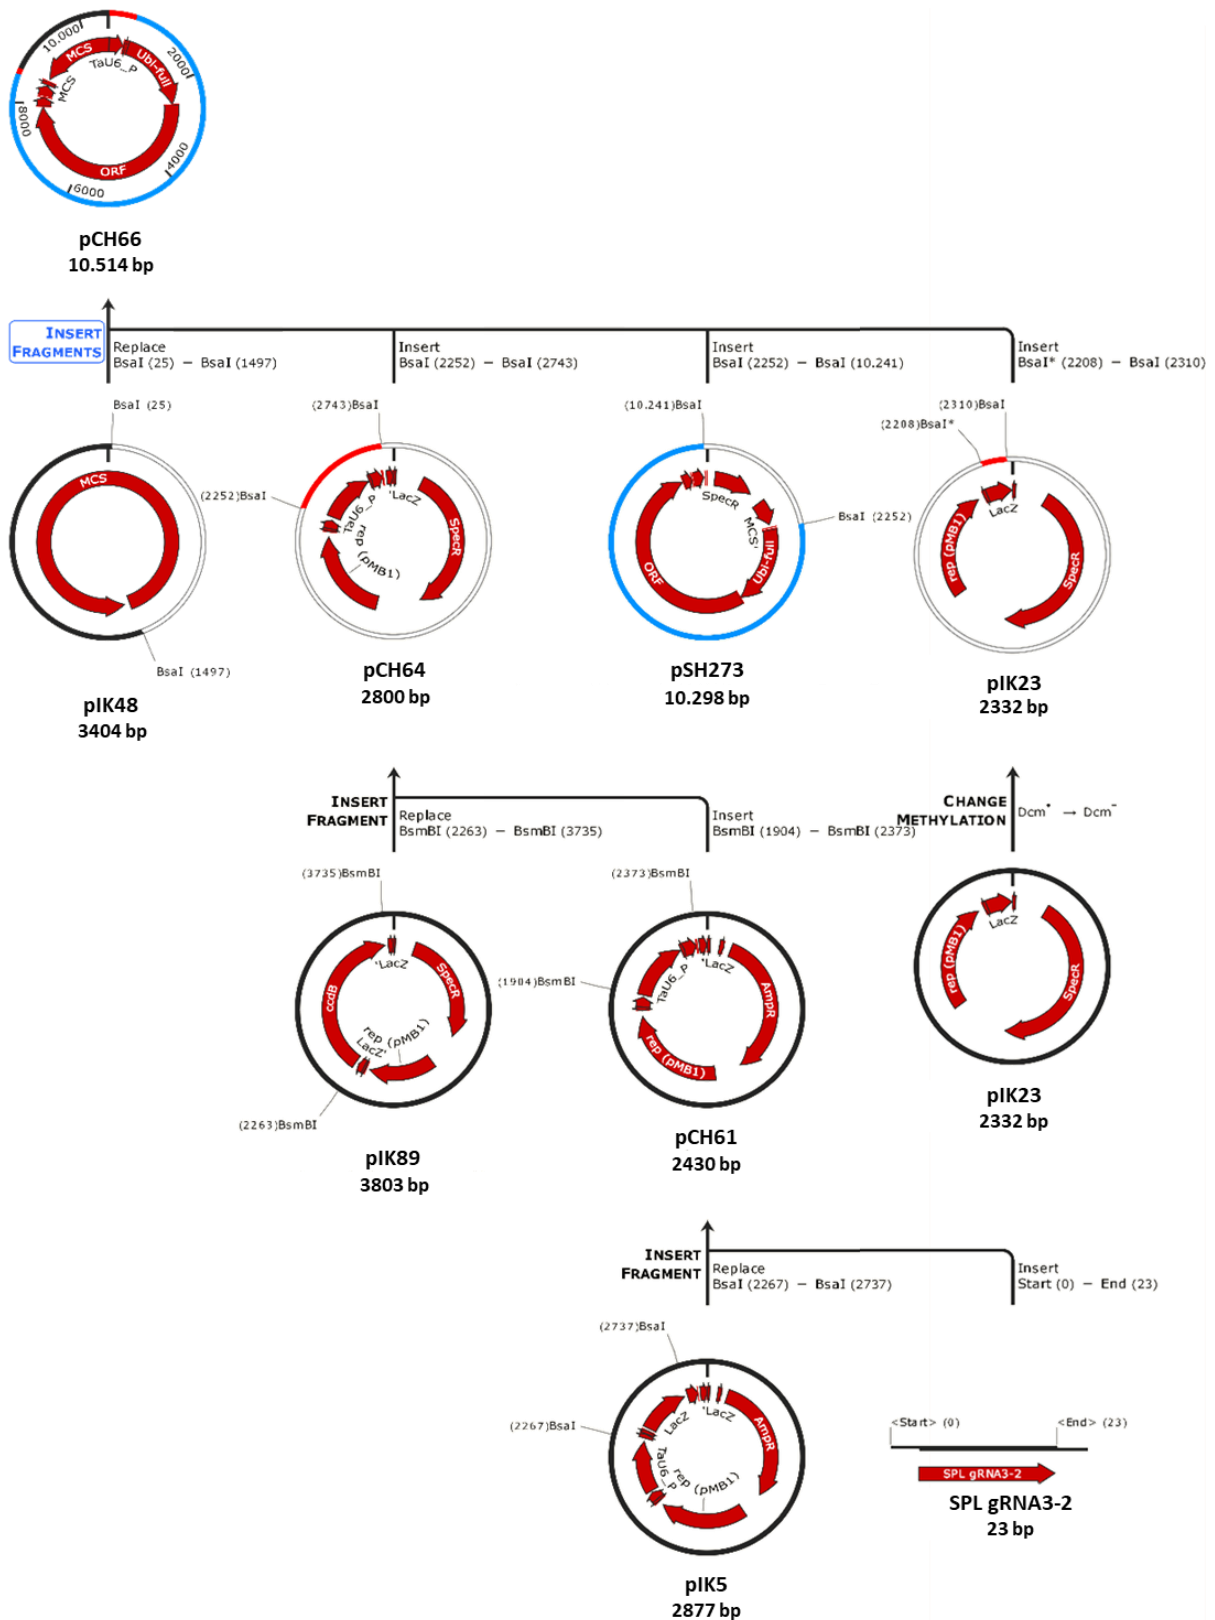 10.000
2000
4000
6000
8000
MCS
TaU6_P
Ubi-full
MCS
ORF
pCH66
10.514 bp
INSERT
FRAGMENTS
Replace
BsaI (25) – BsaI (1497)
Insert
BsaI (2252) – BsaI (2743)
Insert
BsaI (2252) – BsaI (10.241)
Insert
BsaI* (2208) – BsaI (2310)
BsaI (25)
MCS
BsaI (1497)
pIK48
3404 bp
(2743)BsaI
(2252)BsaI
TaU6_P
'LacZ
rep (pMB1)
SpecR
pCH64
2800 bp
(10.241)BsaI
BsaI (2252)
SpecR
MCS'
Ubi-full
ORF
pSH273
10.298 bp
(2310)BsaI
(2208)BsaI*
LacZ
rep (pMB1)
SpecR
pIK23
2332 bp
INSERT
FRAGMENT
Replace
BsmBI (2263) – BsmBI (3735)
Insert
BsmBI (1904) – BsmBI (2373)
CHANGE
METHYLATION
Dcm⁺ → Dcm⁻
(3735)BsmBI
'LacZ
SpecR
ccdB
rep (pMB1)
LacZ'
(2263)BsmBI
pIK89
3803 bp
(2373)BsmBI
(1904)BsmBI
TaU6_P
'LacZ
AmpR
rep (pMB1)
pCH61
2430 bp
LacZ
rep (pMB1)
SpecR
pIK23
2332 bp
INSERT
FRAGMENT
Replace
BsaI (2267) – BsaI (2737)
Insert
Start (0) – End (23)
(2737)BsaI
(2267)BsaI
LacZ
'LacZ
AmpR
TaU6_P
rep (pMB1)
pIK5
2877 bp
<Start> (0)
<End> (23)
SPL gRNA3-2
SPL gRNA3-2
23 bp